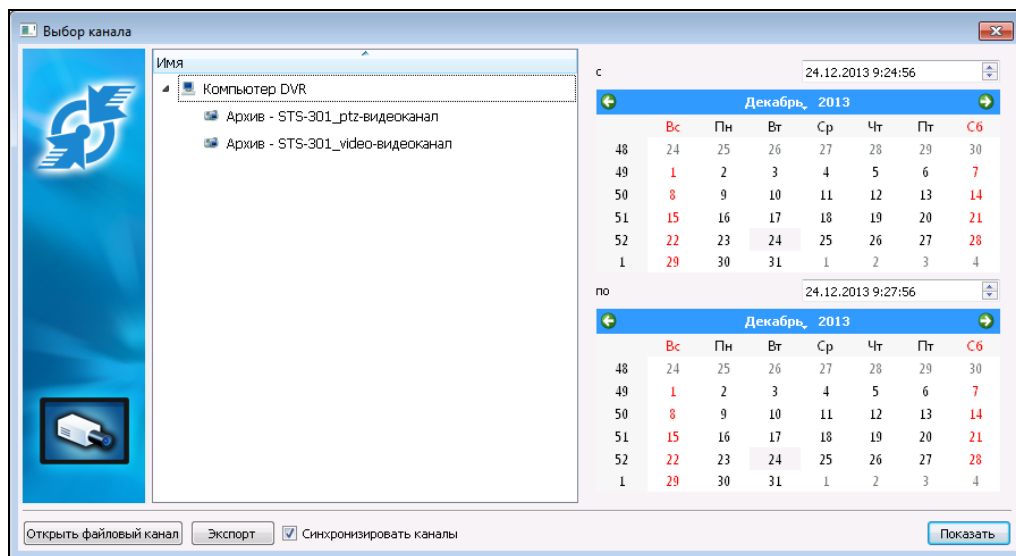 Выбор канала
Имя
Компьютер DVR
Архив - STS-301_ptz-видеоканал
Архив - STS-301_video-видеоканал
с 24.12.2013 9:24:56
Декабрь, 2013
Вс Пн Вт Ср Чт Пт Сб
48 24 25 26 27 28 29 30
49 1 2 3 4 5 6 7
50 8 9 10 11 12 13 14
51 15 16 17 18 19 20 21
52 22 23 24 25 26 27 28
1 29 30 31 1 2 3 4
по 24.12.2013 9:27:56
Декабрь, 2013
Вс Пн Вт Ср Чт Пт Сб
48 24 25 26 27 28 29 30
49 1 2 3 4 5 6 7
50 8 9 10 11 12 13 14
51 15 16 17 18 19 20 21
52 22 23 24 25 26 27 28
1 29 30 31 1 2 3 4
Открыть файловый канал Экспорт Синхронизировать каналы Показать